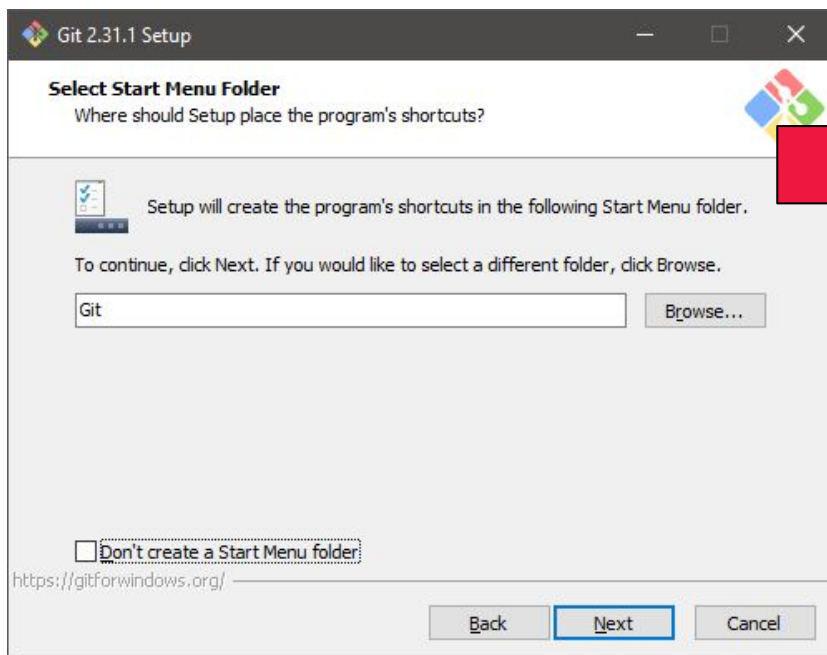 Git 2.31.1 Setup
Select Start Menu Folder
Where should Setup place the program's shortcuts?
Setup will create the program's shortcuts in the following Start Menu folder.
To continue, click Next. If you would like to select a different folder, click Browse.
Git
Browse...
Don't create a Start Menu folder
https://gitforwindows.org/
Back
Next
Cancel